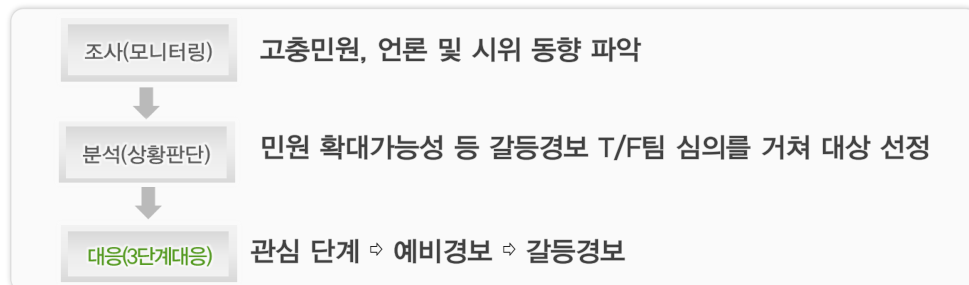 조사(모니터링) 고충민원, 언론 및 시위 동향 파악
분석(상황판단) 민원 확대가능성 등 갈등경보 T/F팀 심의를 거쳐 대상 선정
대응(3단계대응) 관심 단계 ⇨ 예비경보 ⇨ 갈등경보